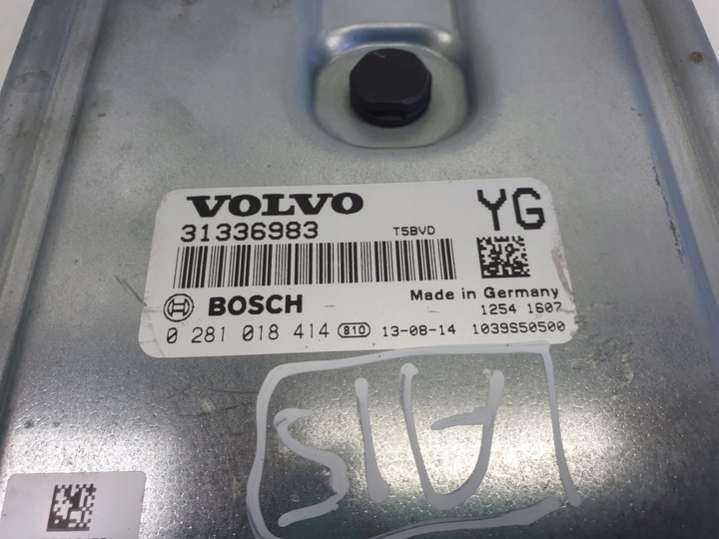 VOLVO
YG
31336983 T5BVD
BOSCH Made in Germany
1254 1607
0 281 018 414 810 13-08-14 1039S50500